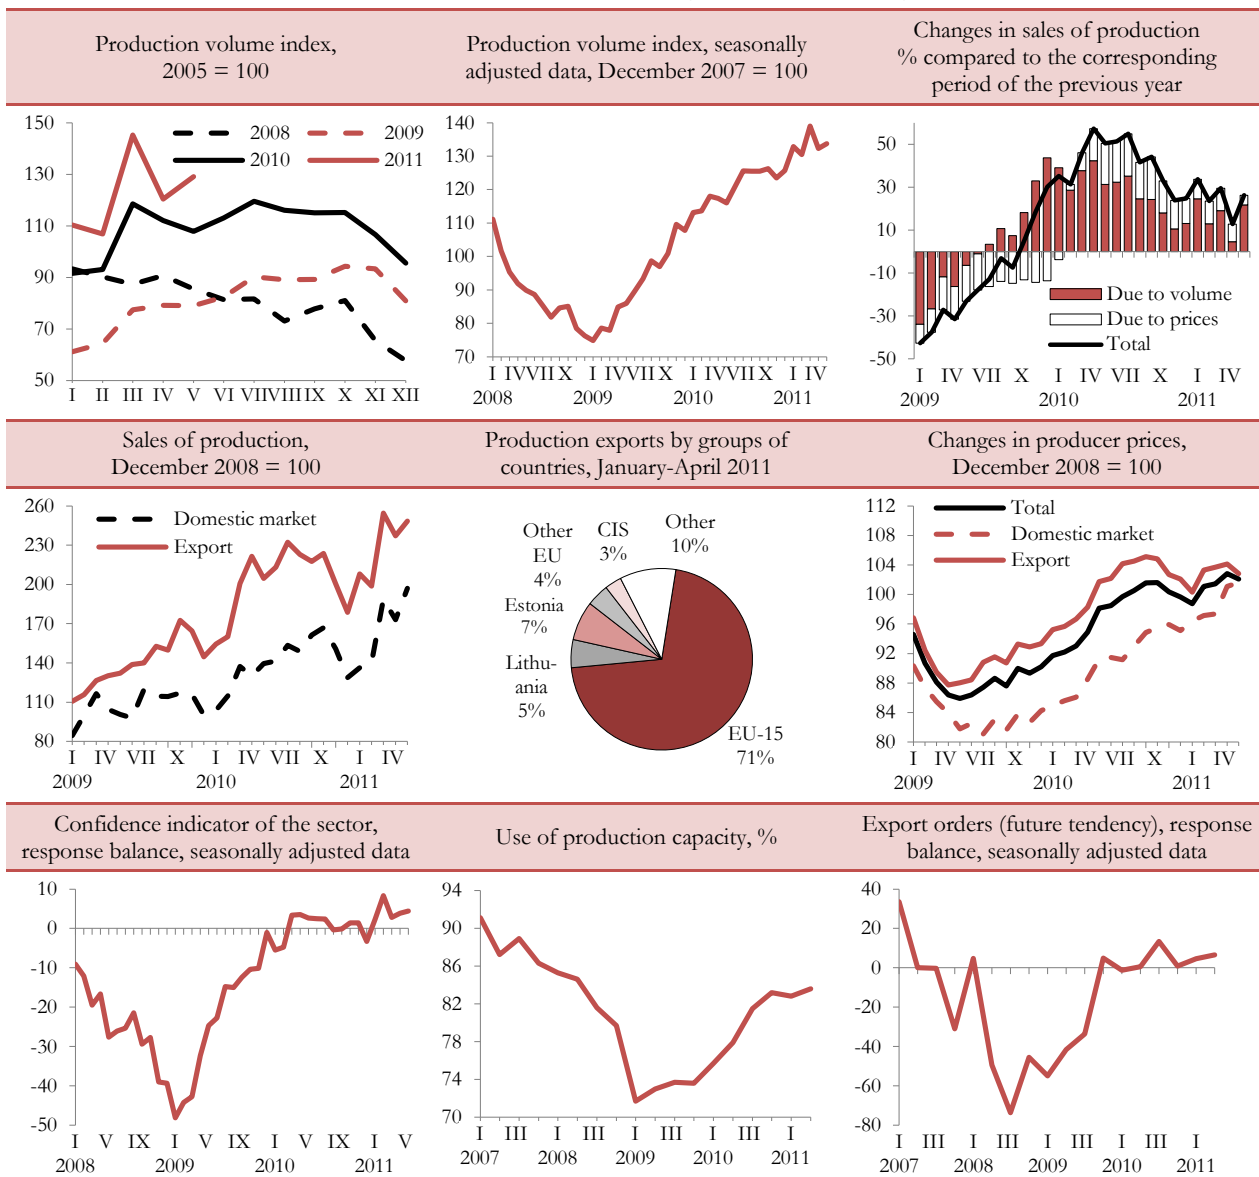 Production volume index,
2005 = 100
150
130
110
90
70
50
2008
2009
2010
2011
I II III IV V VI VII VIII IX X XI XII
Production volume index, seasonally
adjusted data, December 2007 = 100
140
130
120
110
100
90
80
70
I IV VII X I IV VII X I IV VII X I IV
2008 2009 2010 2011
Changes in sales of production
% compared to the corresponding
period of the previous year
50
30
10
-10
-30
-50
Due to volume
Due to prices
Total
I IV VII X I IV VII X I IV
2009 2010 2011
Sales of production,
December 2008 = 100
260
230
200
170
140
110
80
Domestic market
Export
I IV VII X I IV VII X I IV
2009 2010 2011
Production exports by groups of
countries, January-April 2011
Other
EU
4%
CIS
3%
Other
10%
Estonia
7%
Lithu-
ania
5%
EU-15
71%
Changes in producer prices,
December 2008 = 100
112
108
104
100
96
92
88
84
80
Total
Domestic market
Export
I IV VII X I IV VII X I IV
2009 2010 2011
Confidence indicator of the sector,
response balance, seasonally adjusted data
10
0
-10
-20
-30
-40
-50
I V IX I V IX I V IX I V
2008 2009 2010 2011
Use of production capacity, %
94
90
86
82
78
74
70
I III I III I III I III I
2007 2008 2009 2010 2011
Export orders (future tendency), response
balance, seasonally adjusted data
40
20
0
-20
-40
-60
-80
I III I III I III I III I
2007 2008 2009 2010 2011